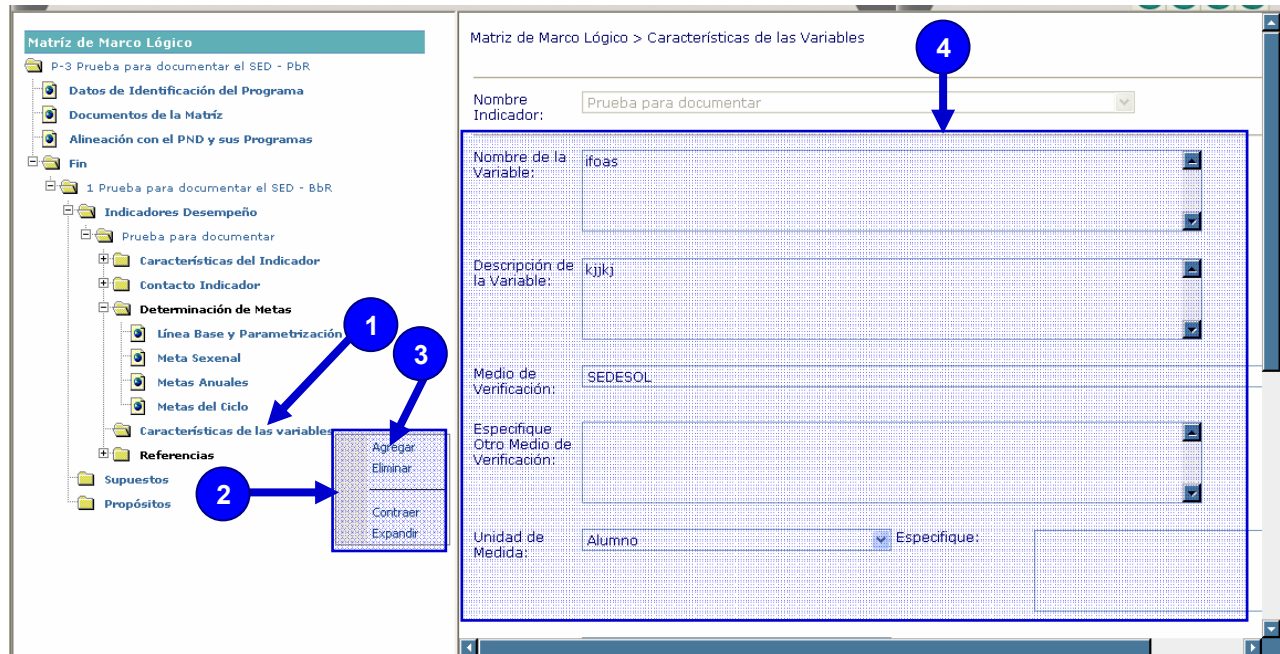 Matríz de Marco Lógico
P-3 Prueba para documentar el SED - PbR
Datos de Identificación del Programa
Documentos de la Matríz
Alineación con el PND y sus Programas
Fin
1 Prueba para documentar el SED - BbR
Indicadores Desempeño
Prueba para documentar
Características del Indicador
Contacto Indicador
Determinación de Metas
Línea Base y Parametrización
Meta Sexenal
Metas Anuales
Metas del Ciclo
Características de las variables
Referencias
Supuestos
Propósitos
1
3
2
Agregar
Eliminar
Contraer
Expandir
Matriz de Marco Lógico > Características de las Variables
4
Nombre
Indicador:
Prueba para documentar
Nombre de la
Variable:
ifoas
Descripción de
la Variable:
kjjkj
Medio de
Verificación:
SEDESOL
Especifique
Otro Medio de
Verificación:
Unidad de
Medida:
Alumno
Especifique: